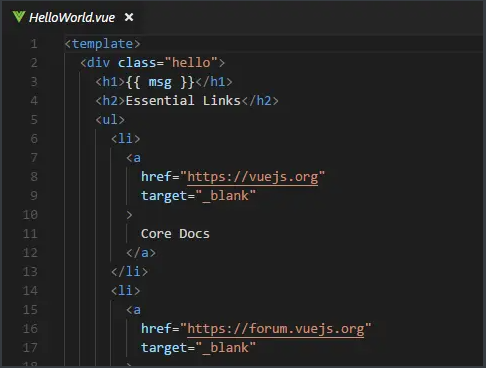 HelloWorld.vue ×
1 <template>
2 <div class="hello">
3 <h1>{{ msg }}</h1>
4 <h2>Essential Links</h2>
5 <ul>
6 <li>
7 <a
8 href="https://vuejs.org"
9 target="_blank"
10 >
11 Core Docs
12 </a>
13 </li>
14 <li>
15 <a
16 href="https://forum.vuejs.org"
17 target="_blank"